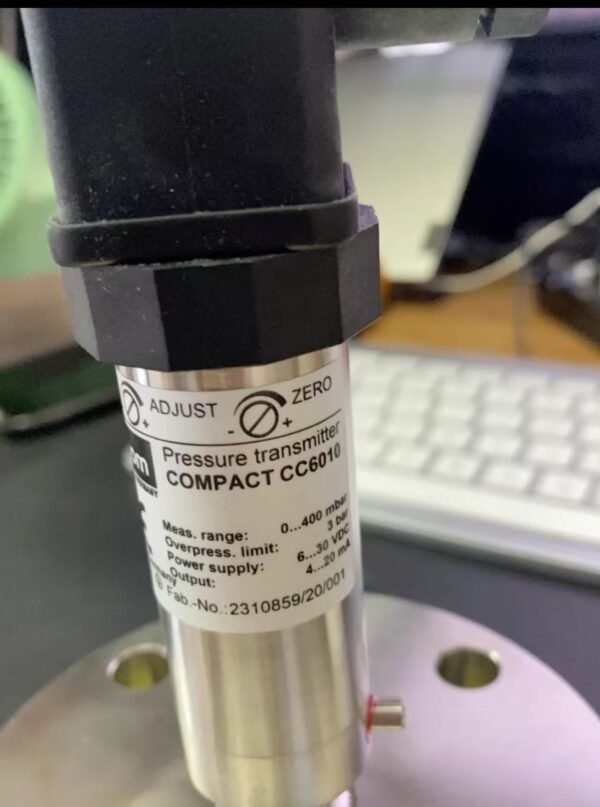 ADJUST ZERO
+ - +
Pressure transmitter
COMPACT CC6010
Meas. range: 0...400 mbar
Overpress. limit: 3 bar
Power supply: 6...30 VDC
Output: 4...20 mA
Fab.-No.:2310859/20/001